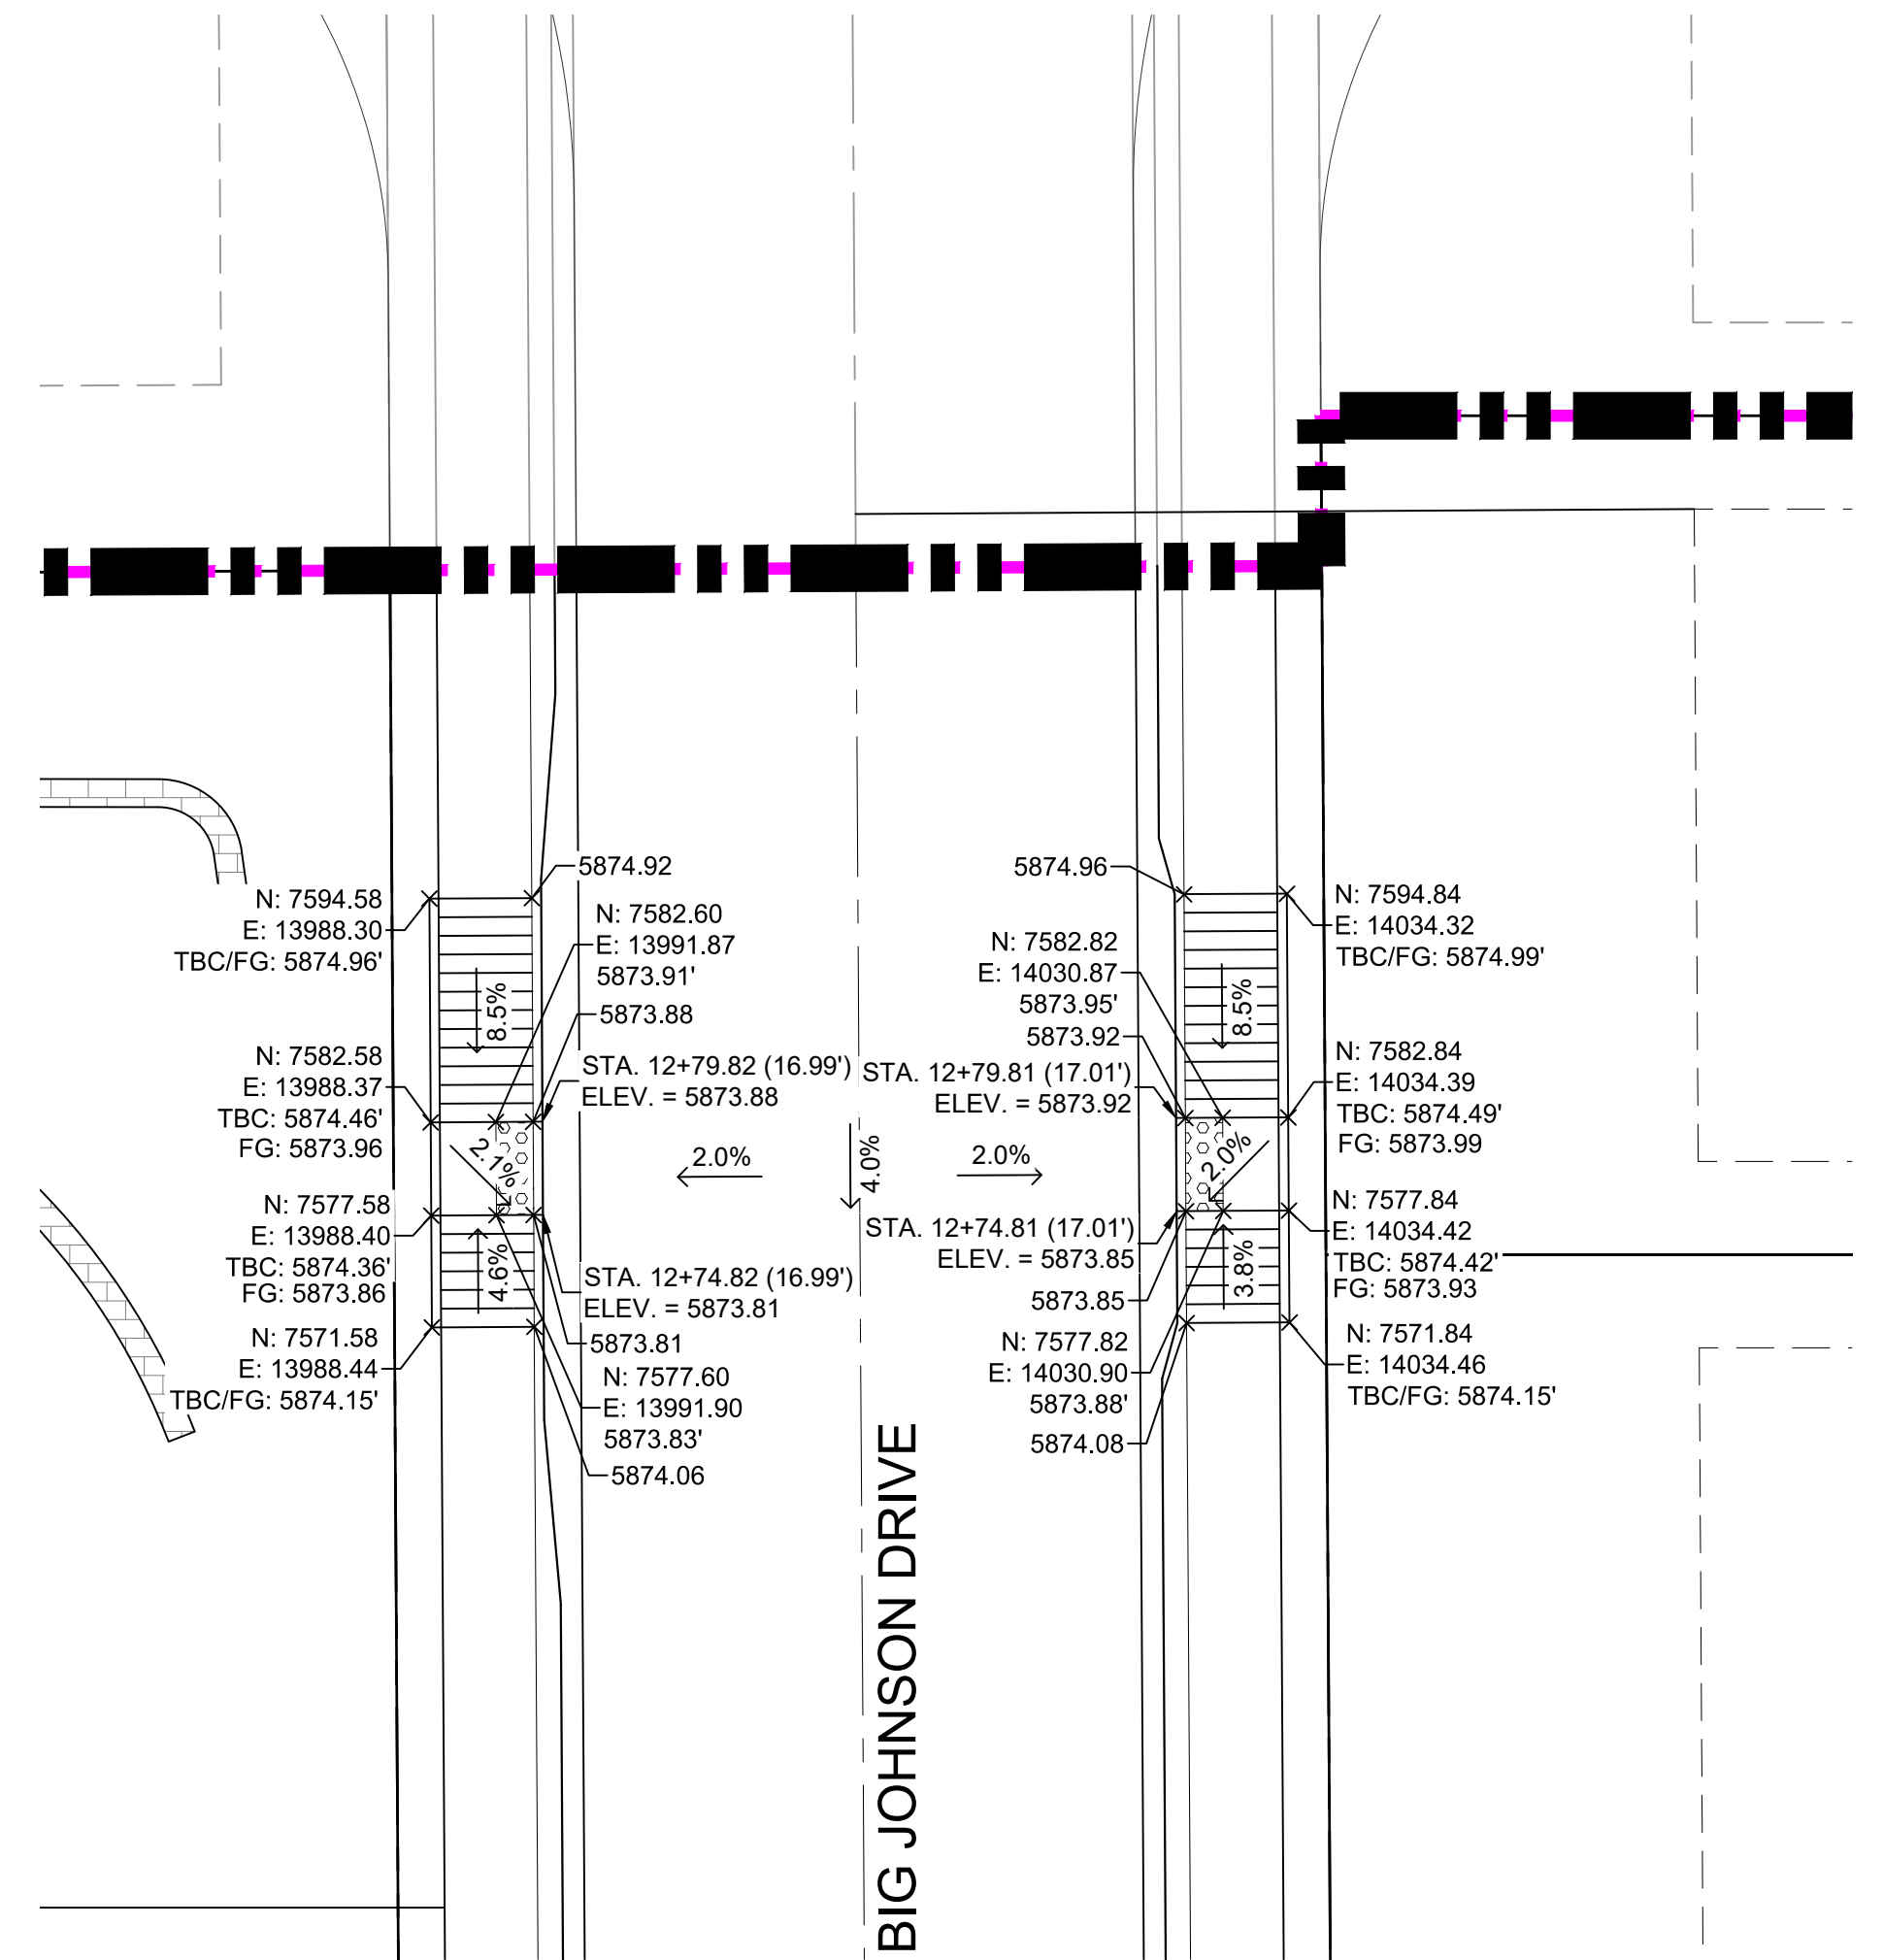 5874.92
5874.96
N: 7594.58
E: 13988.30
TBC/FG: 5874.96'
N: 7582.60
E: 13991.87
5873.91'
5873.88
N: 7582.82
E: 14030.87
5873.95'
5873.92
N: 7594.84
E: 14034.32
TBC/FG: 5874.99'
8.5%
8.5%
N: 7582.58
E: 13988.37
TBC: 5874.46'
FG: 5873.96
STA. 12+79.82 (16.99')
ELEV. = 5873.88
STA. 12+79.81 (17.01')
ELEV. = 5873.92
N: 7582.84
E: 14034.39
TBC: 5874.49'
FG: 5873.99
2.1%
2.0%
4.0%
2.0%
2.0%
N: 7577.58
E: 13988.40
TBC: 5874.36'
FG: 5873.86
4.6%
STA. 12+74.82 (16.99')
ELEV. = 5873.81
5873.81
STA. 12+74.81 (17.01')
ELEV. = 5873.85
5873.85
3.8%
N: 7577.84
E: 14034.42
TBC: 5874.42'
FG: 5873.93
N: 7571.58
E: 13988.44
TBC/FG: 5874.15'
N: 7577.60
E: 13991.90
5873.83'
5874.06
N: 7577.82
E: 14030.90
5873.88'
5874.08
N: 7571.84
E: 14034.46
TBC/FG: 5874.15'
BIG JOHNSON DRIVE